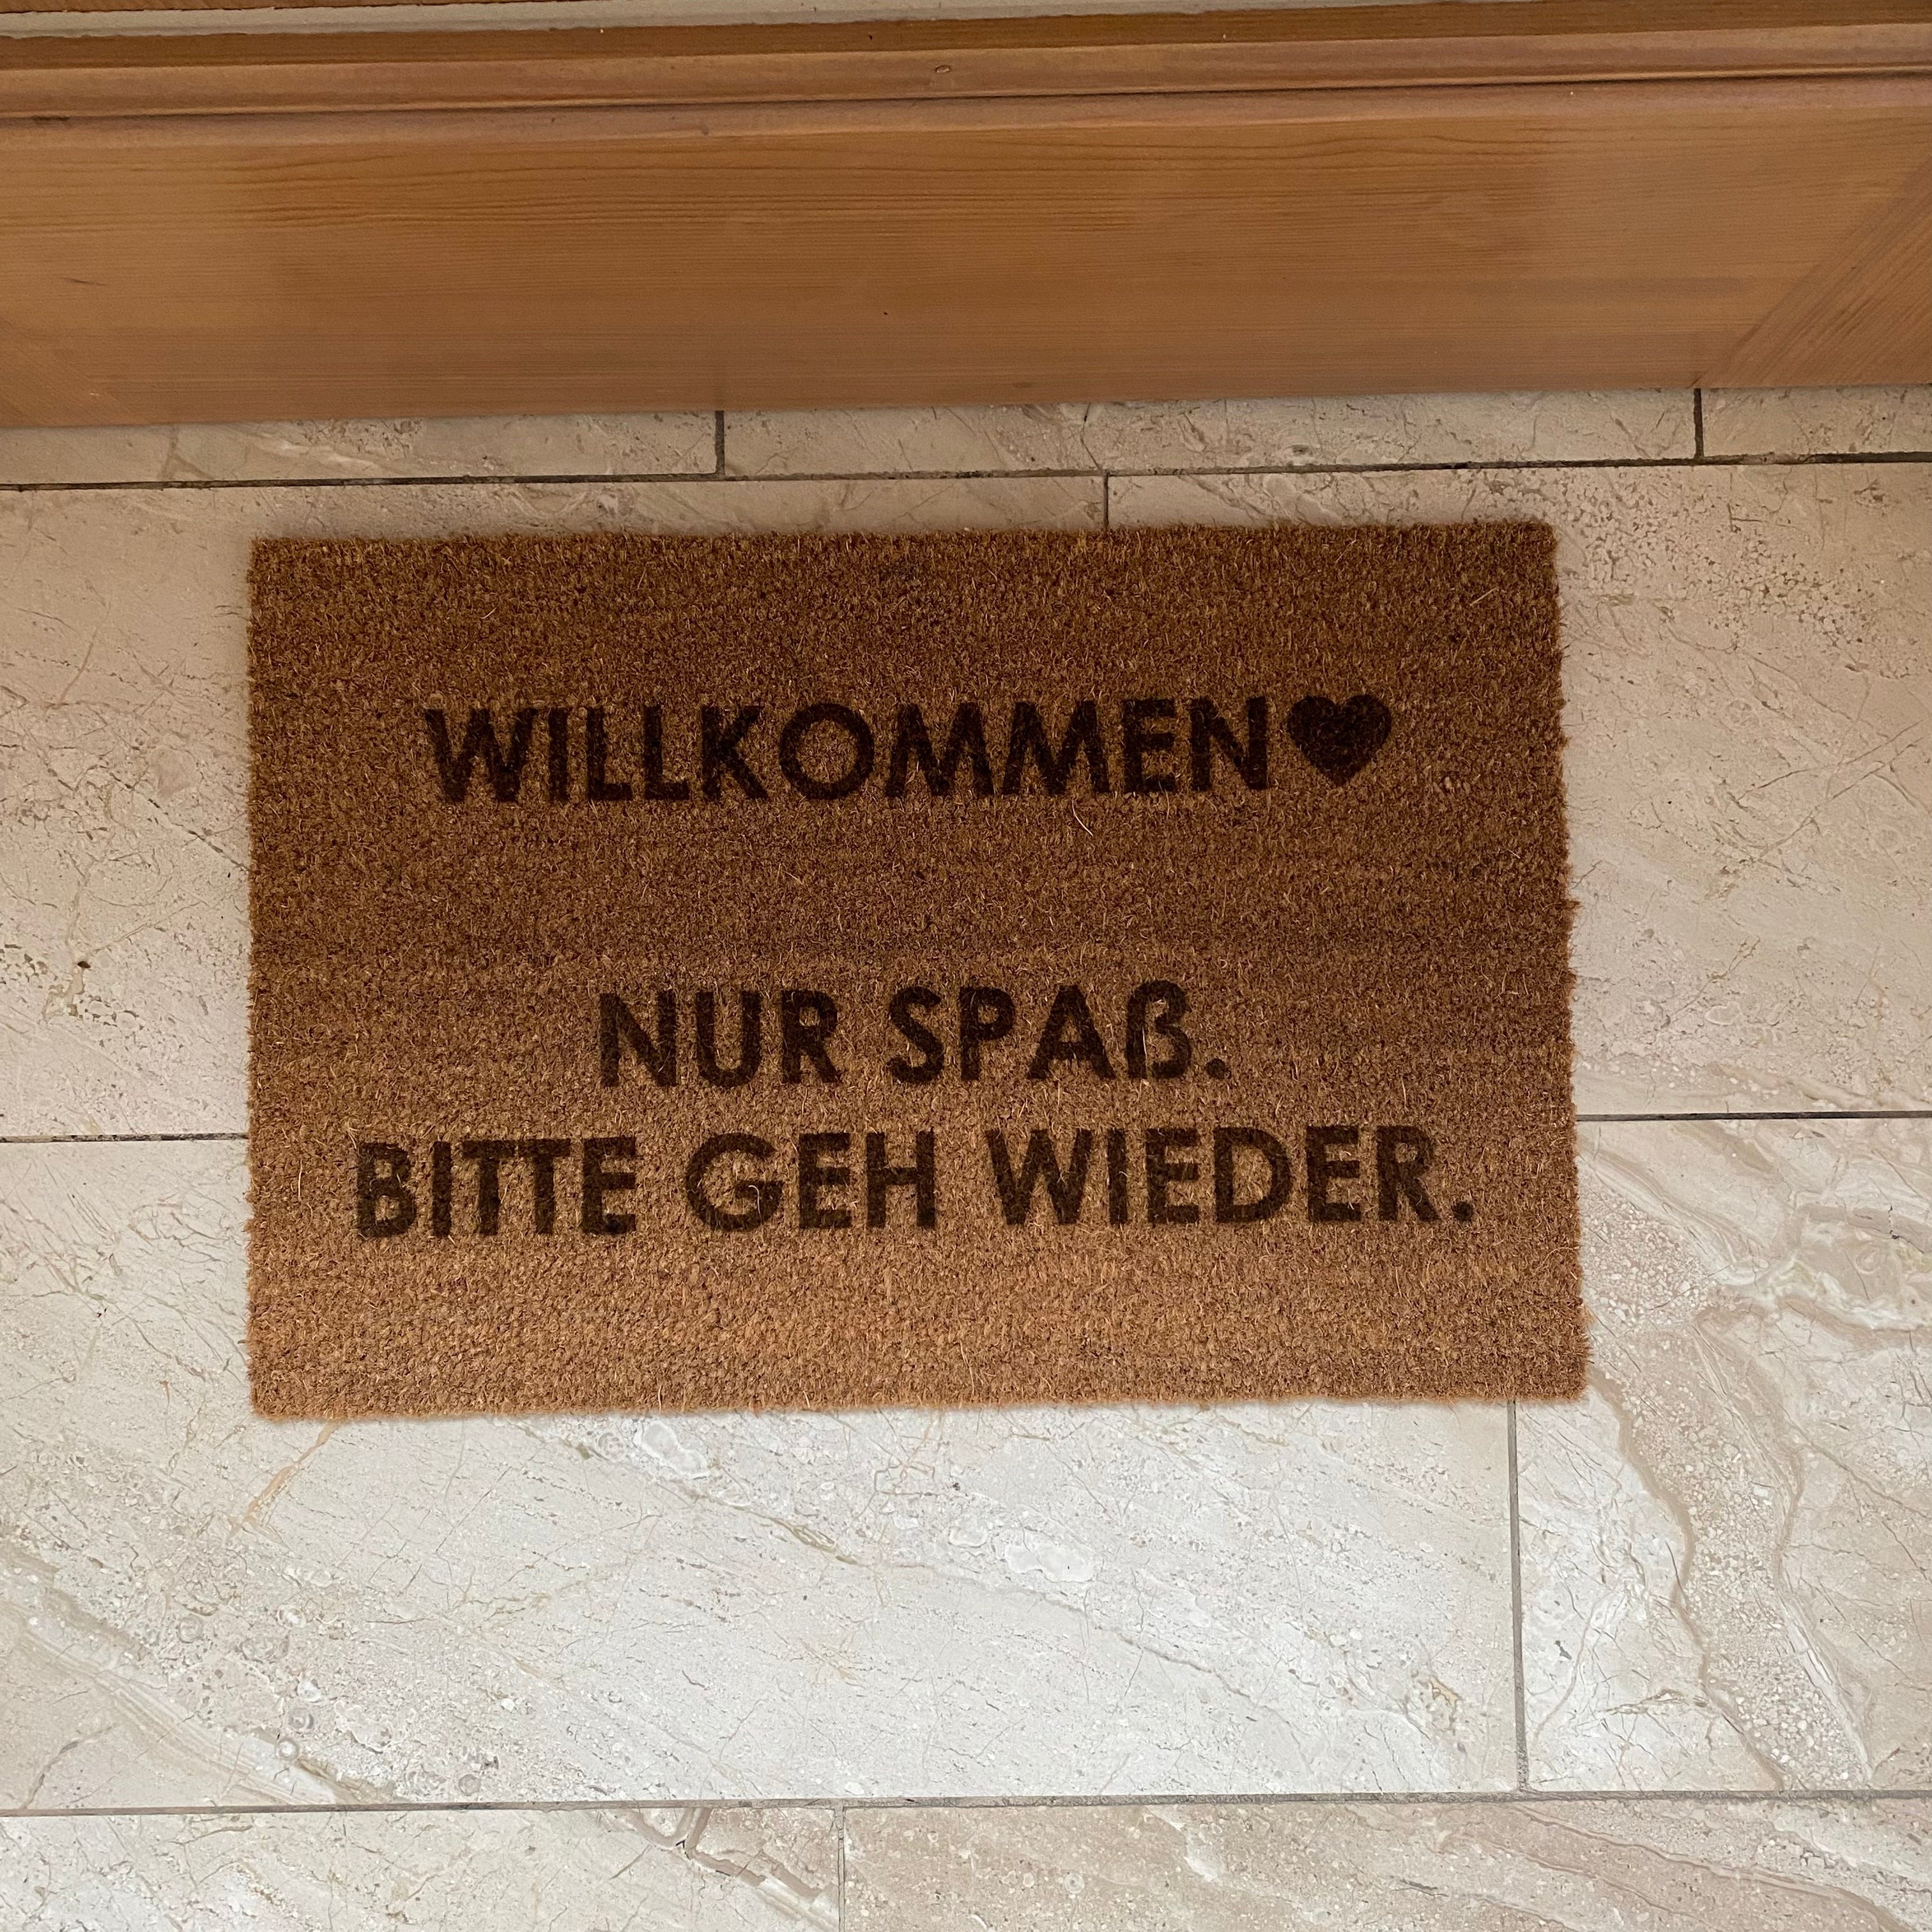 WILLKOMMEN♥
NUR SPAß.
BITTE GEH WIEDER.